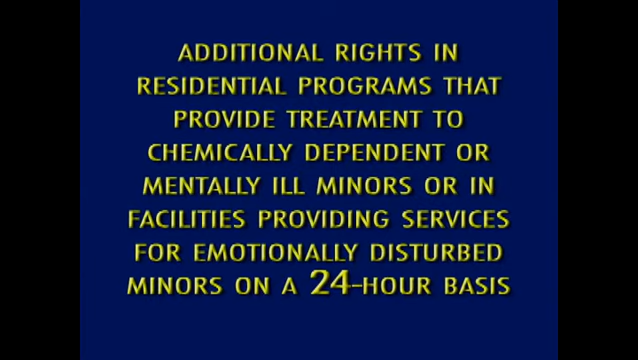 ADDITIONAL RIGHTS IN
RESIDENTIAL PROGRAMS THAT
PROVIDE TREATMENT TO
CHEMICALLY DEPENDENT OR
MENTALLY ILL MINORS OR IN
FACILITIES PROVIDING SERVICES
FOR EMOTIONALLY DISTURBED
MINORS ON A 24-HOUR BASIS